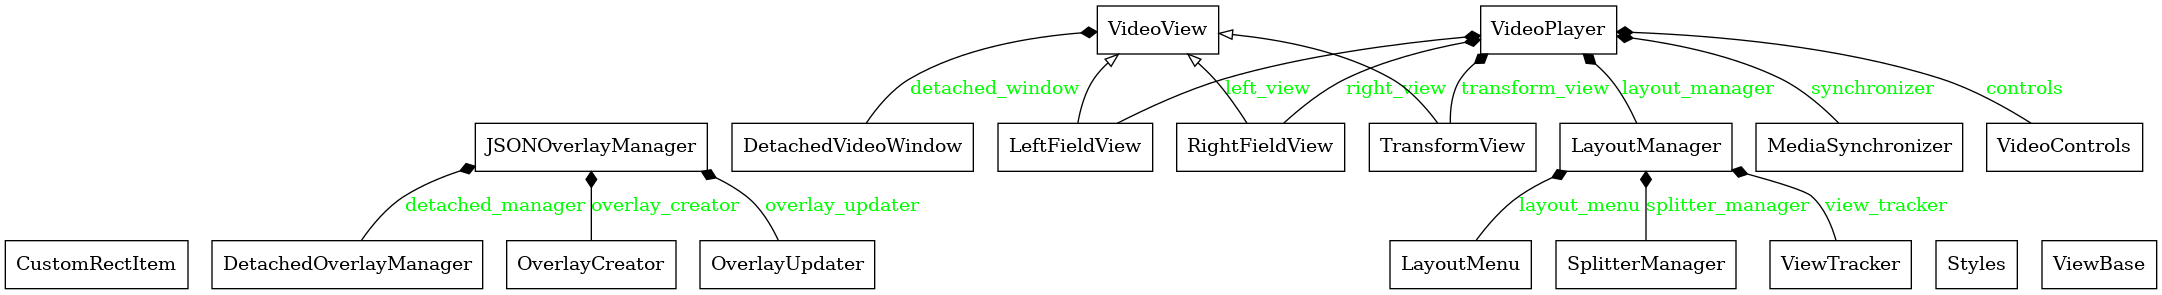 VideoView
VideoPlayer
detached_window
left_view
right_view
transform_view
layout_manager
synchronizer
controls
JSONOverlayManager
DetachedVideoWindow
LeftFieldView
RightFieldView
TransformView
LayoutManager
MediaSynchronizer
VideoControls
detached_manager
overlay_creator
overlay_updater
layout_menu
splitter_manager
view_tracker
CustomRectItem
DetachedOverlayManager
OverlayCreator
OverlayUpdater
LayoutMenu
SplitterManager
ViewTracker
Styles
ViewBase